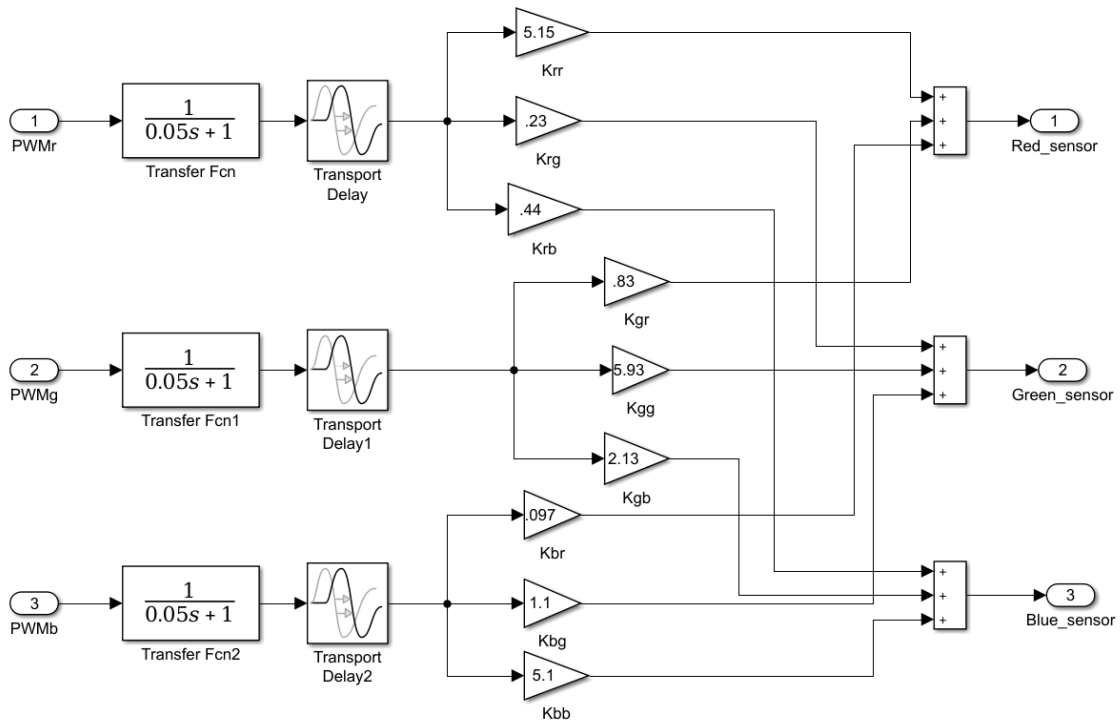 5.15
Krr
1
PWMr
1
0.05s + 1
Transfer Fcn
Transport
Delay
.23
Krg
+
+
+
1
Red_sensor
.44
Krb
.83
Kgr
2
PWMg
1
0.05s + 1
Transfer Fcn1
Transport
Delay1
5.93
Kgg
+
+
+
2
Green_sensor
2.13
Kgb
.097
Kbr
3
PWMb
1
0.05s + 1
Transfer Fcn2
Transport
Delay2
1.1
Kbg
+
+
+
3
Blue_sensor
5.1
Kbb